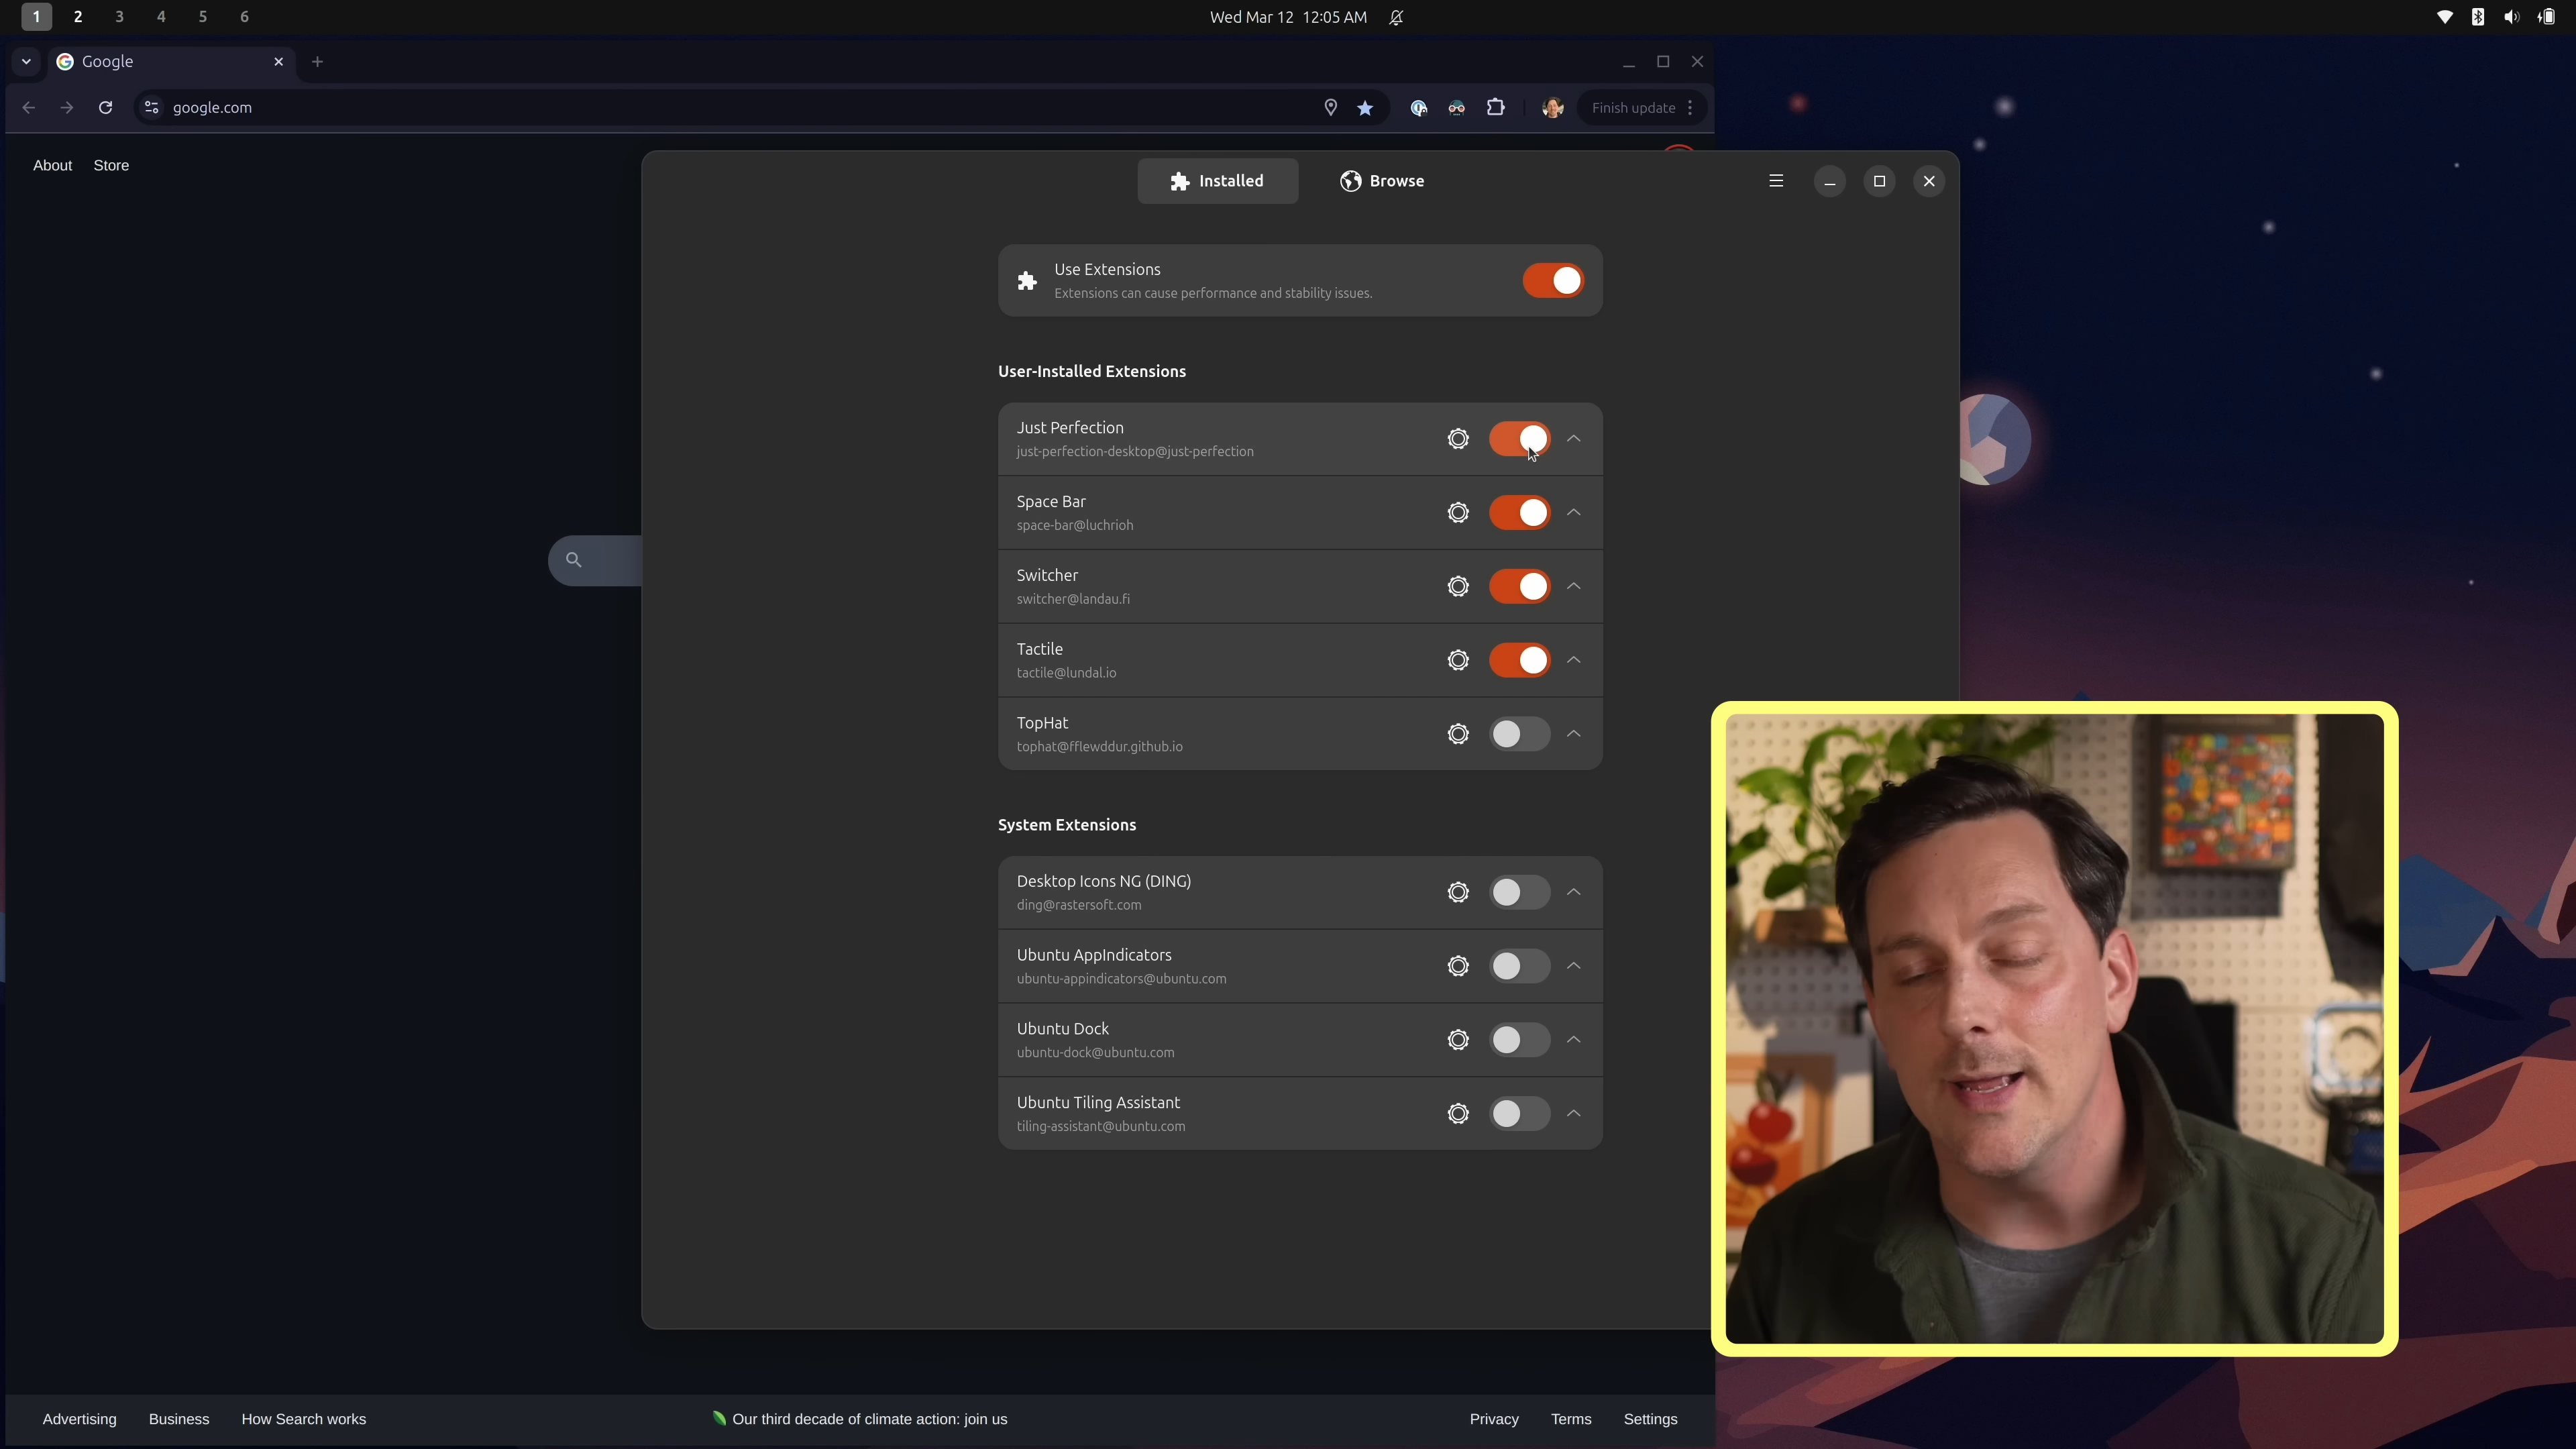 1 2 3 4 5 6
Wed Mar 12 12:05 AM
Google
google.com
Finish update
About Store
Installed
Browse
Use Extensions
Extensions can cause performance and stability issues.
User-Installed Extensions
Just Perfection
just-perfection-desktop@just-perfection
Space Bar
space-bar@luchrioh
Switcher
switcher@landau.fi
Tactile
tactile@lundal.io
TopHat
tophat@fflewddur.github.io
System Extensions
Desktop Icons NG (DING)
ding@rastersoft.com
Ubuntu AppIndicators
ubuntu-appindicators@ubuntu.com
Ubuntu Dock
ubuntu-dock@ubuntu.com
Ubuntu Tiling Assistant
tiling-assistant@ubuntu.com
Advertising Business How Search works
Our third decade of climate action: join us
Privacy Terms Settings